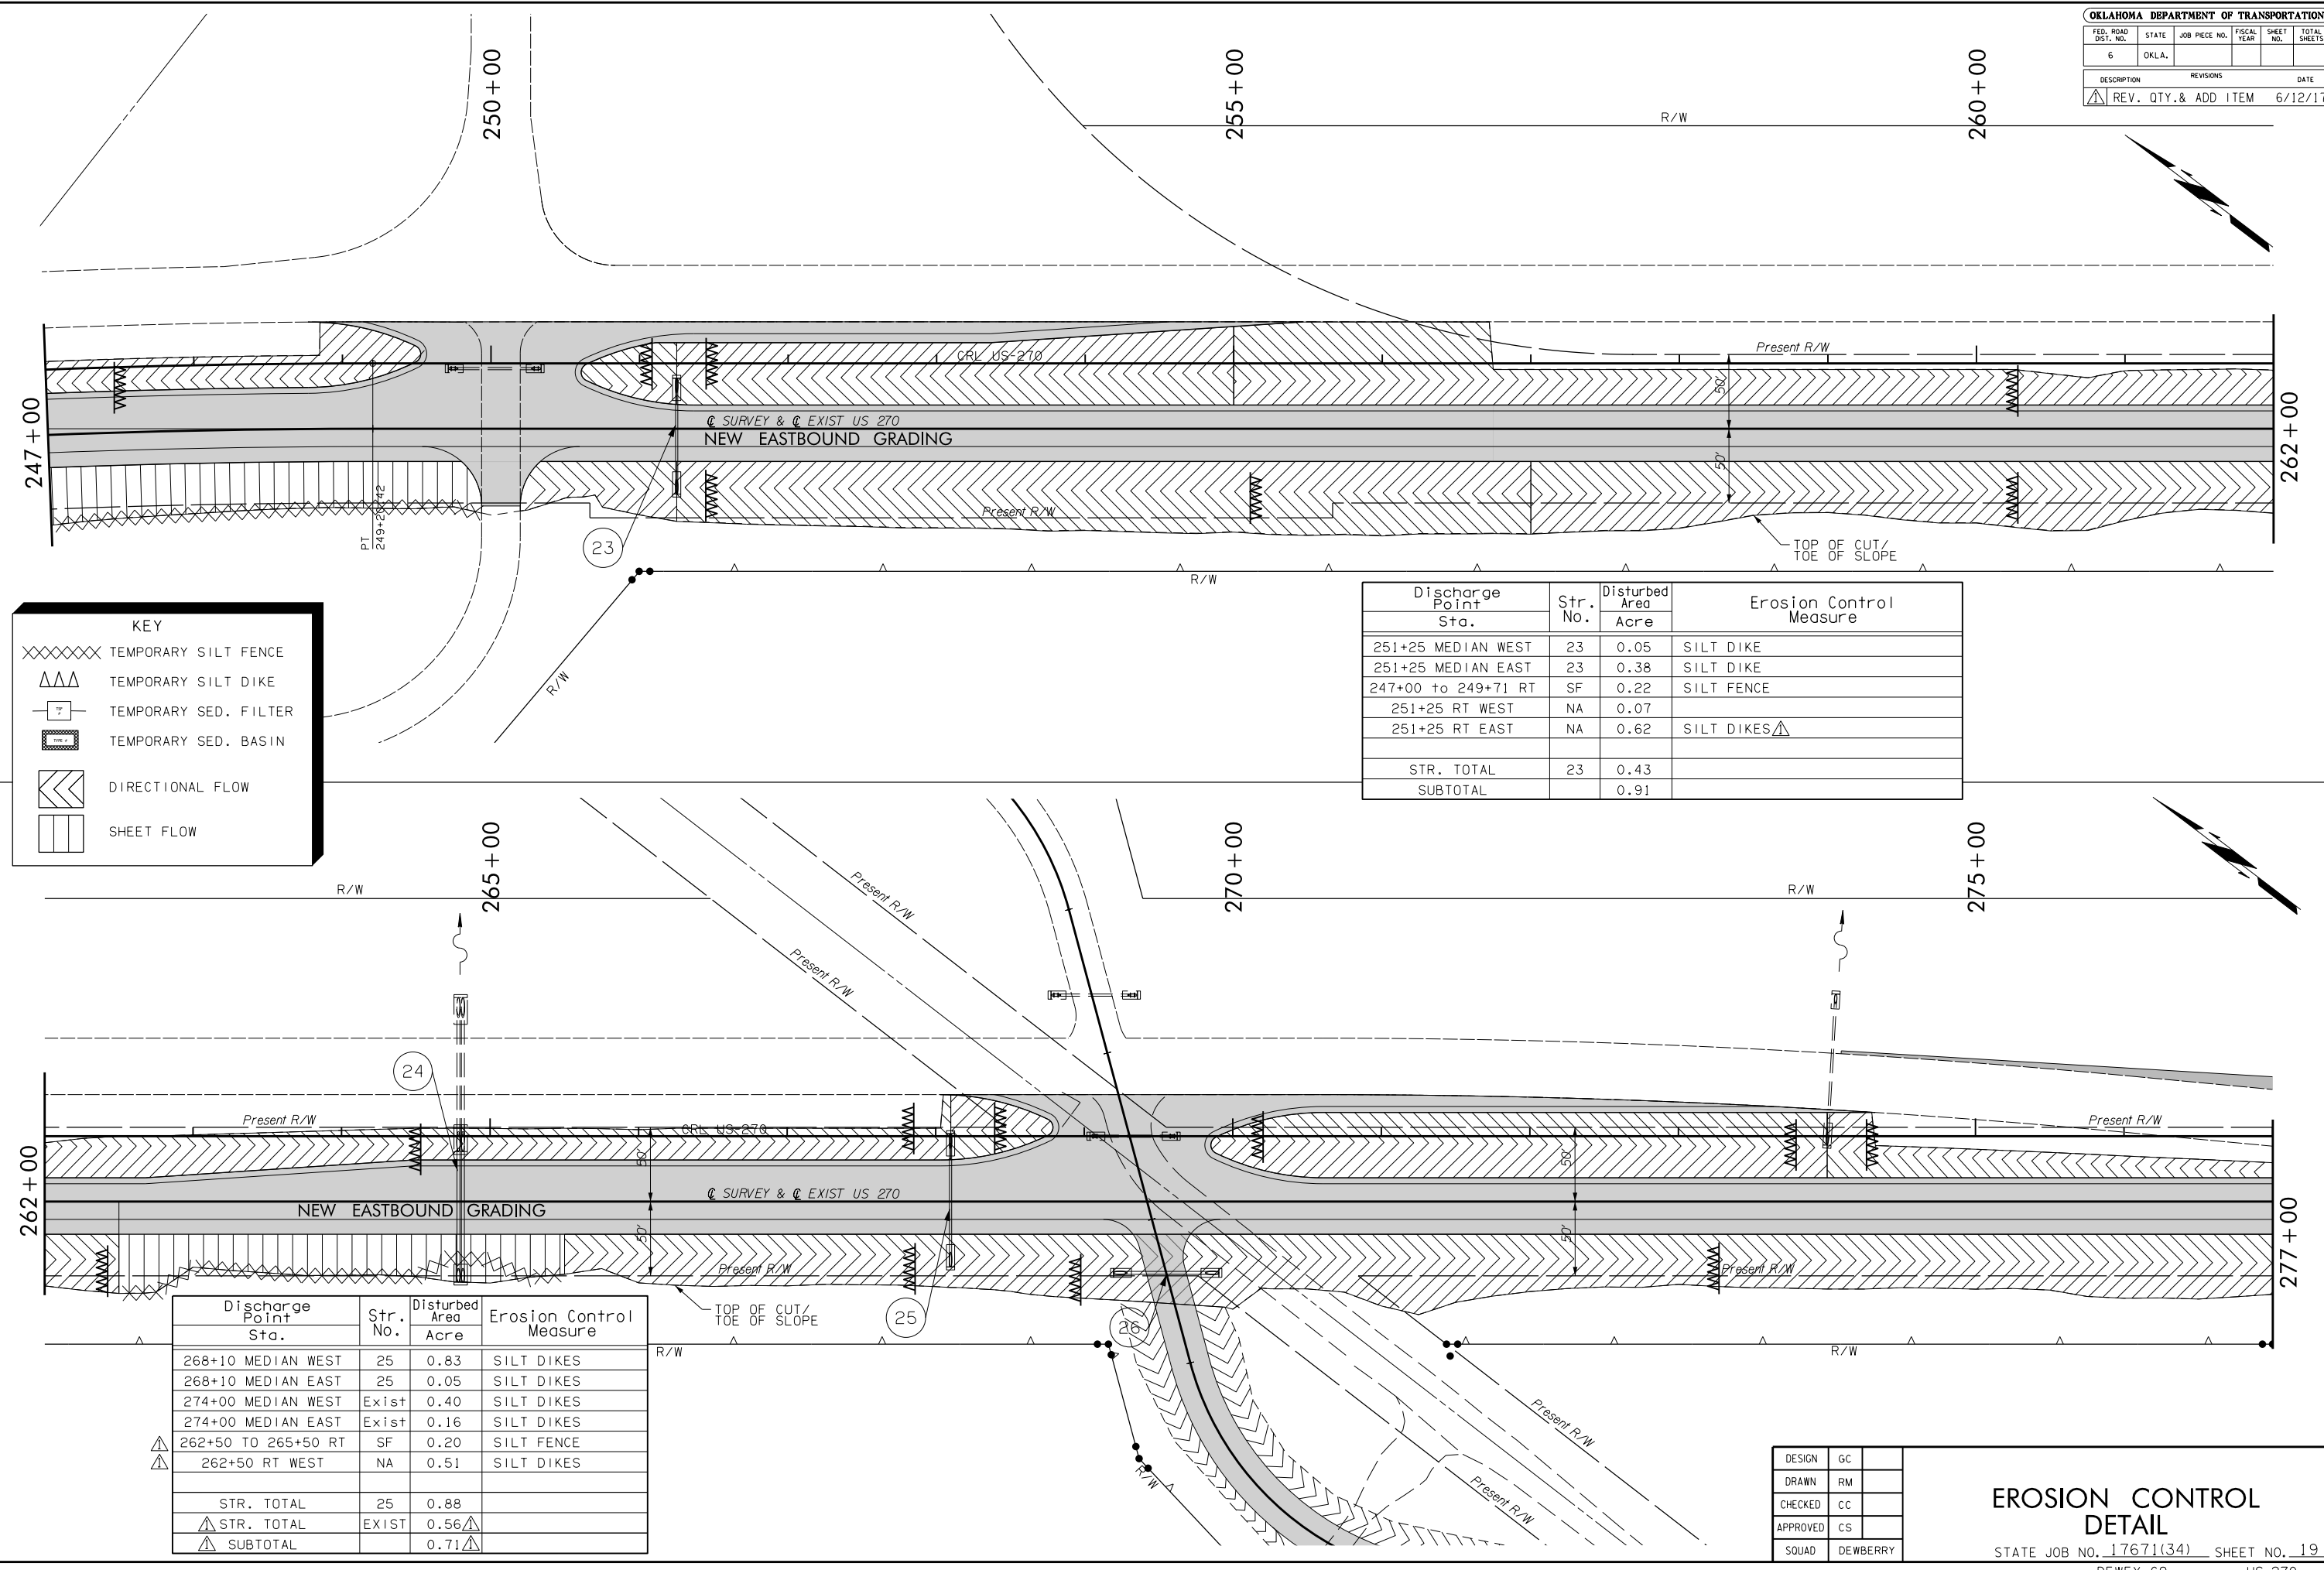 OKLAHOMA DEPARTMENT OF TRANSPORTATION
FED. ROAD DIST. NO. STATE JOB PIECE NO. FISCAL YEAR SHEET NO. TOTAL SHEETS
6 OKLA.
DESCRIPTION REVISIONS DATE
1 REV. QTY.& ADD ITEM 6/12/17
250+00
255+00
260+00
R/W
Present R/W
CRL US-270
50'
℄ SURVEY & ℄ EXIST US 270
NEW EASTBOUND GRADING
247+00
262+00
50'
PT
Present R/W
23
TOP OF CUT/
TOE OF SLOPE
R/W
R/W
KEY
TEMPORARY SILT FENCE
TEMPORARY SILT DIKE
TEMPORARY SED. FILTER
TEMPORARY SED. BASIN
DIRECTIONAL FLOW
SHEET FLOW
Discharge Point Sta. Str. No. Disturbed Area Acre Erosion Control Measure
251+25 MEDIAN WEST 23 0.05 SILT DIKE
251+25 MEDIAN EAST 23 0.38 SILT DIKE
247+00 to 249+71 RT SF 0.22 SILT FENCE
251+25 RT WEST NA 0.07
251+25 RT EAST NA 0.62 SILT DIKES 1
STR. TOTAL 23 0.43
SUBTOTAL 0.91
265+00
270+00
275+00
R/W
R/W
Present R/W
Present R/W
24
Present R/W
CRL US-270
Present R/W
50'
50'
℄ SURVEY & ℄ EXIST US 270
NEW EASTBOUND GRADING
262+00
277+00
50'
50'
Present R/W
Present R/W
TOP OF CUT/
TOE OF SLOPE
25
26
R/W
R/W
R/W
Present R/W
Present R/W
Discharge Point Sta. Str. No. Disturbed Area Acre Erosion Control Measure
268+10 MEDIAN WEST 25 0.83 SILT DIKES
268+10 MEDIAN EAST 25 0.05 SILT DIKES
274+00 MEDIAN WEST Exist 0.40 SILT DIKES
274+00 MEDIAN EAST Exist 0.16 SILT DIKES
1 262+50 TO 265+50 RT SF 0.20 SILT FENCE
1 262+50 RT WEST NA 0.51 SILT DIKES
STR. TOTAL 25 0.88
1 STR. TOTAL EXIST 0.56 1
1 SUBTOTAL 0.71 1
DESIGN GC
DRAWN RM
CHECKED CC
APPROVED CS
SQUAD DEWBERRY
EROSION CONTROL
DETAIL
STATE JOB NO. 17671(34) SHEET NO. 19